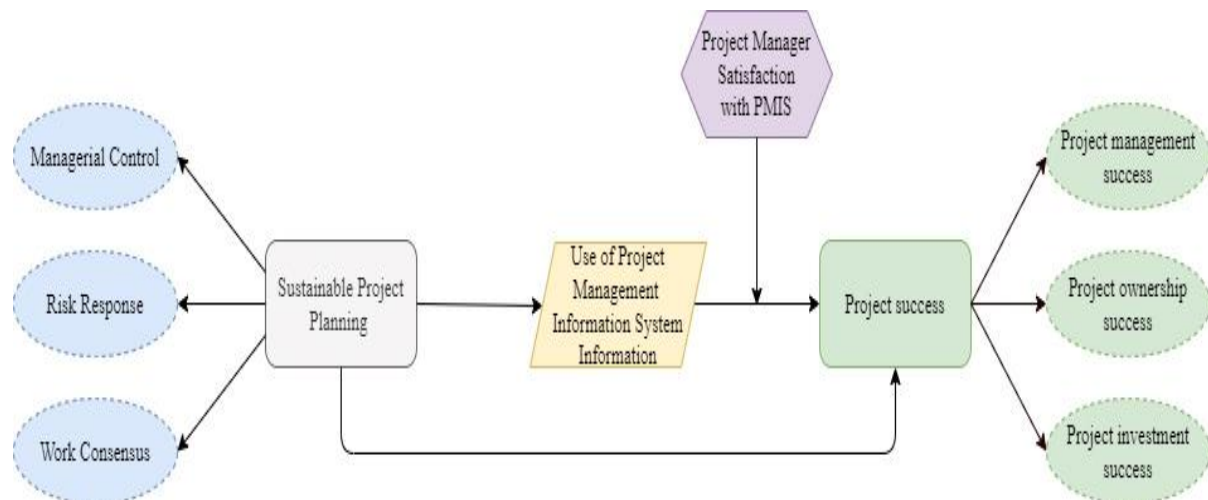 Project Manager
Satisfaction
with PMIS
Managerial Control
Risk Response
Work Consensus
Sustainable Project
Planning
Use of Project
Management
Information System
Information
Project success
Project management
success
Project ownership
success
Project investment
success